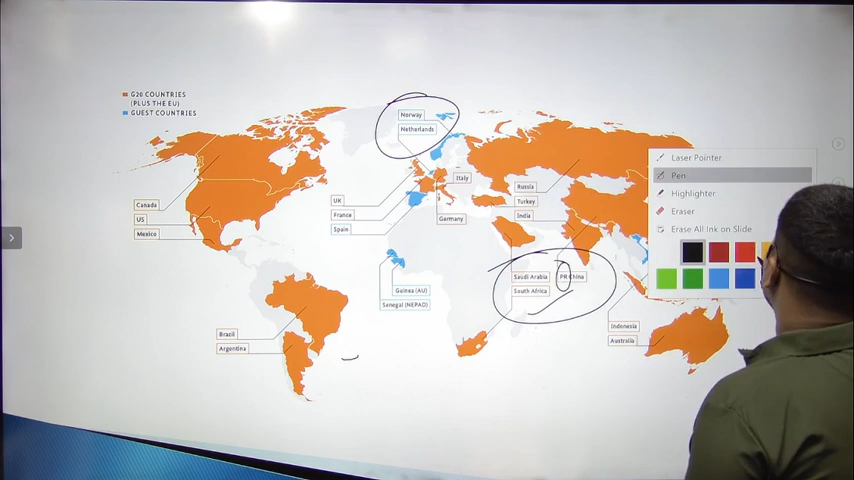 G20 COUNTRIES
(PLUS THE EU)
GUEST COUNTRIES
Norway
Netherlands
Canada
US
Mexico
UK
France
Spain
Italy
Germany
Russia
Turkey
India
Guinea (AU)
Senegal (NEPAD)
Saudi Arabia
PR China
South Africa
Brazil
Argentina
Indonesia
Australia
Laser Pointer
Pen
Highlighter
Eraser
Erase All Ink on Slide